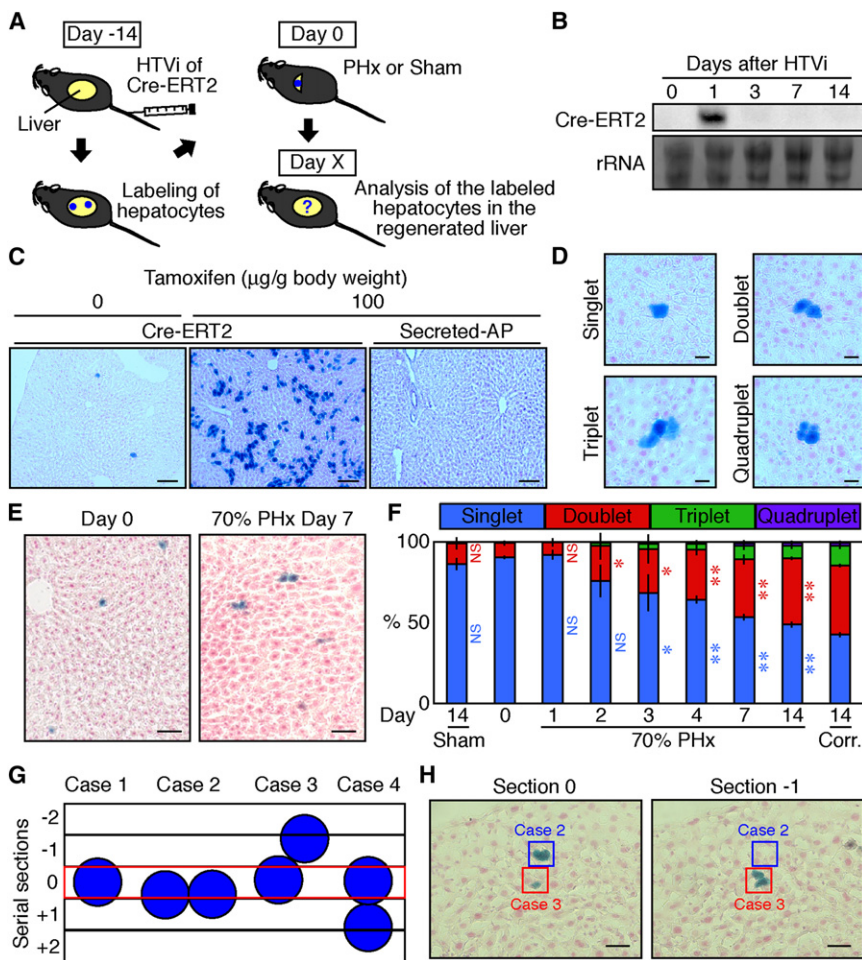 A
Day -14
HTVi of
Cre-ERT2
Liver
Labeling of
hepatocytes
Day 0
PHx or Sham
Day X
?
Analysis of the labeled
hepatocytes in the
regenerated liver
B
Days after HTVi
0 1 3 7 14
Cre-ERT2
rRNA
C
Tamoxifen (μg/g body weight)
0 100
Cre-ERT2 Secreted-AP
D
Singlet
Doublet
Triplet
Quadruplet
E
Day 0 70% PHx Day 7
F
Singlet Doublet Triplet Quadruplet
100
%
50
0
NS NS * * ** ** **
NS NS NS * ** ** **
Day 14 0 1 2 3 4 7 14 14
Sham 70% PHx Corr.
G
Case 1 Case 2 Case 3 Case 4
Serial sections
-2
-1
0
+1
+2
H
Section 0 Section -1
Case 2 Case 2
Case 3 Case 3